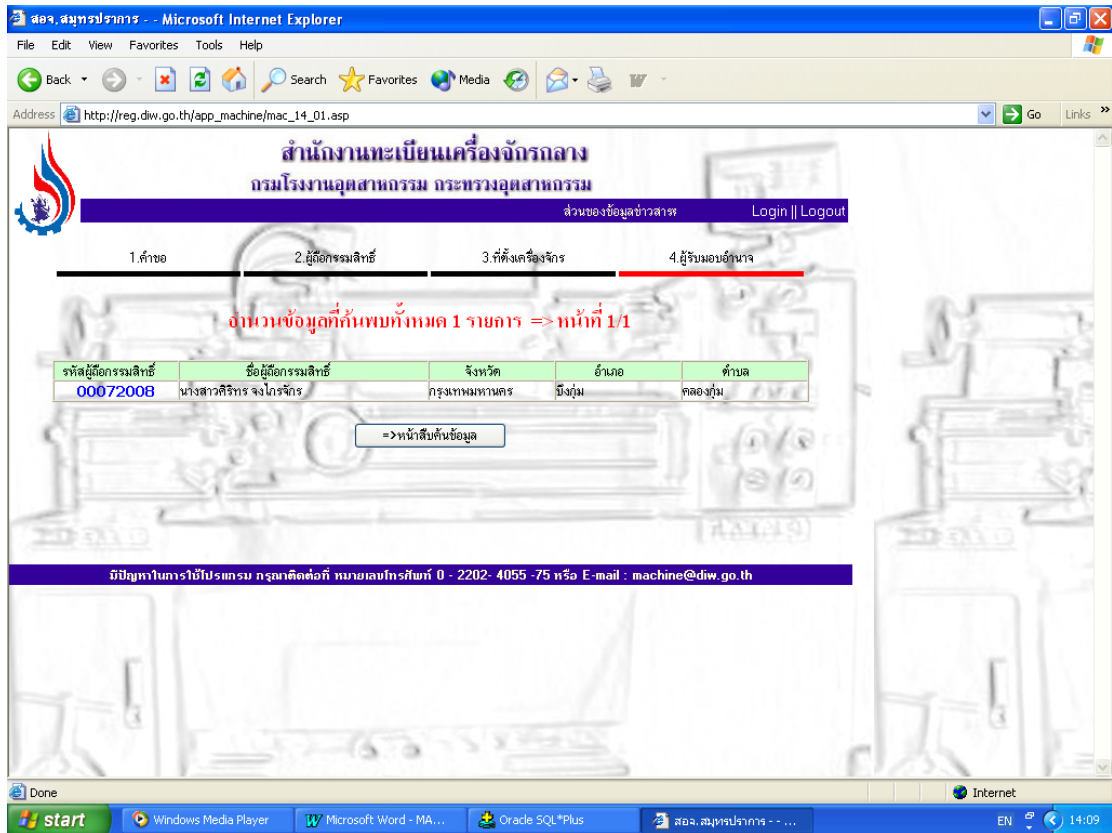 สอจ.สมุทรปราการ - - Microsoft Internet Explorer
File Edit View Favorites Tools Help
Back Search Favorites Media
Address http://reg.diw.go.th/app_machine/mac_14_01.asp Go Links »
สำนักงานทะเบียนเครื่องจักรกลาง
กรมโรงงานอุตสาหกรรม กระทรวงอุตสาหกรรม
ส่วนของข้อมูลข่าวสาร Login || Logout
1.คำขอ 2.ผู้ถือกรรมสิทธิ์ 3.ที่ตั้งเครื่องจักร 4.ผู้รับมอบอำนาจ
จำนวนข้อมูลที่ค้นพบทั้งหมด 1 รายการ => หน้าที่ 1/1
รหัสผู้ถือกรรมสิทธิ์ ชื่อผู้ถือกรรมสิทธิ์ จังหวัด อำเภอ ตำบล
00072008 นางสาวศิริทร จงไกรจักร กรุงเทพมหานคร บึงกุ่ม คลองกุ่ม
=>หน้าสืบค้นข้อมูล
มีปัญหาในการใช้โปรแกรม กรุณาติดต่อที่ หมายเลขโทรศัพท์ 0 - 2202- 4055 -75 หรือ E-mail : machine@diw.go.th
Done Internet
start Windows Media Player Microsoft Word - MA... Oracle SQL*Plus สอจ.สมุทรปราการ - - ... EN 14:09